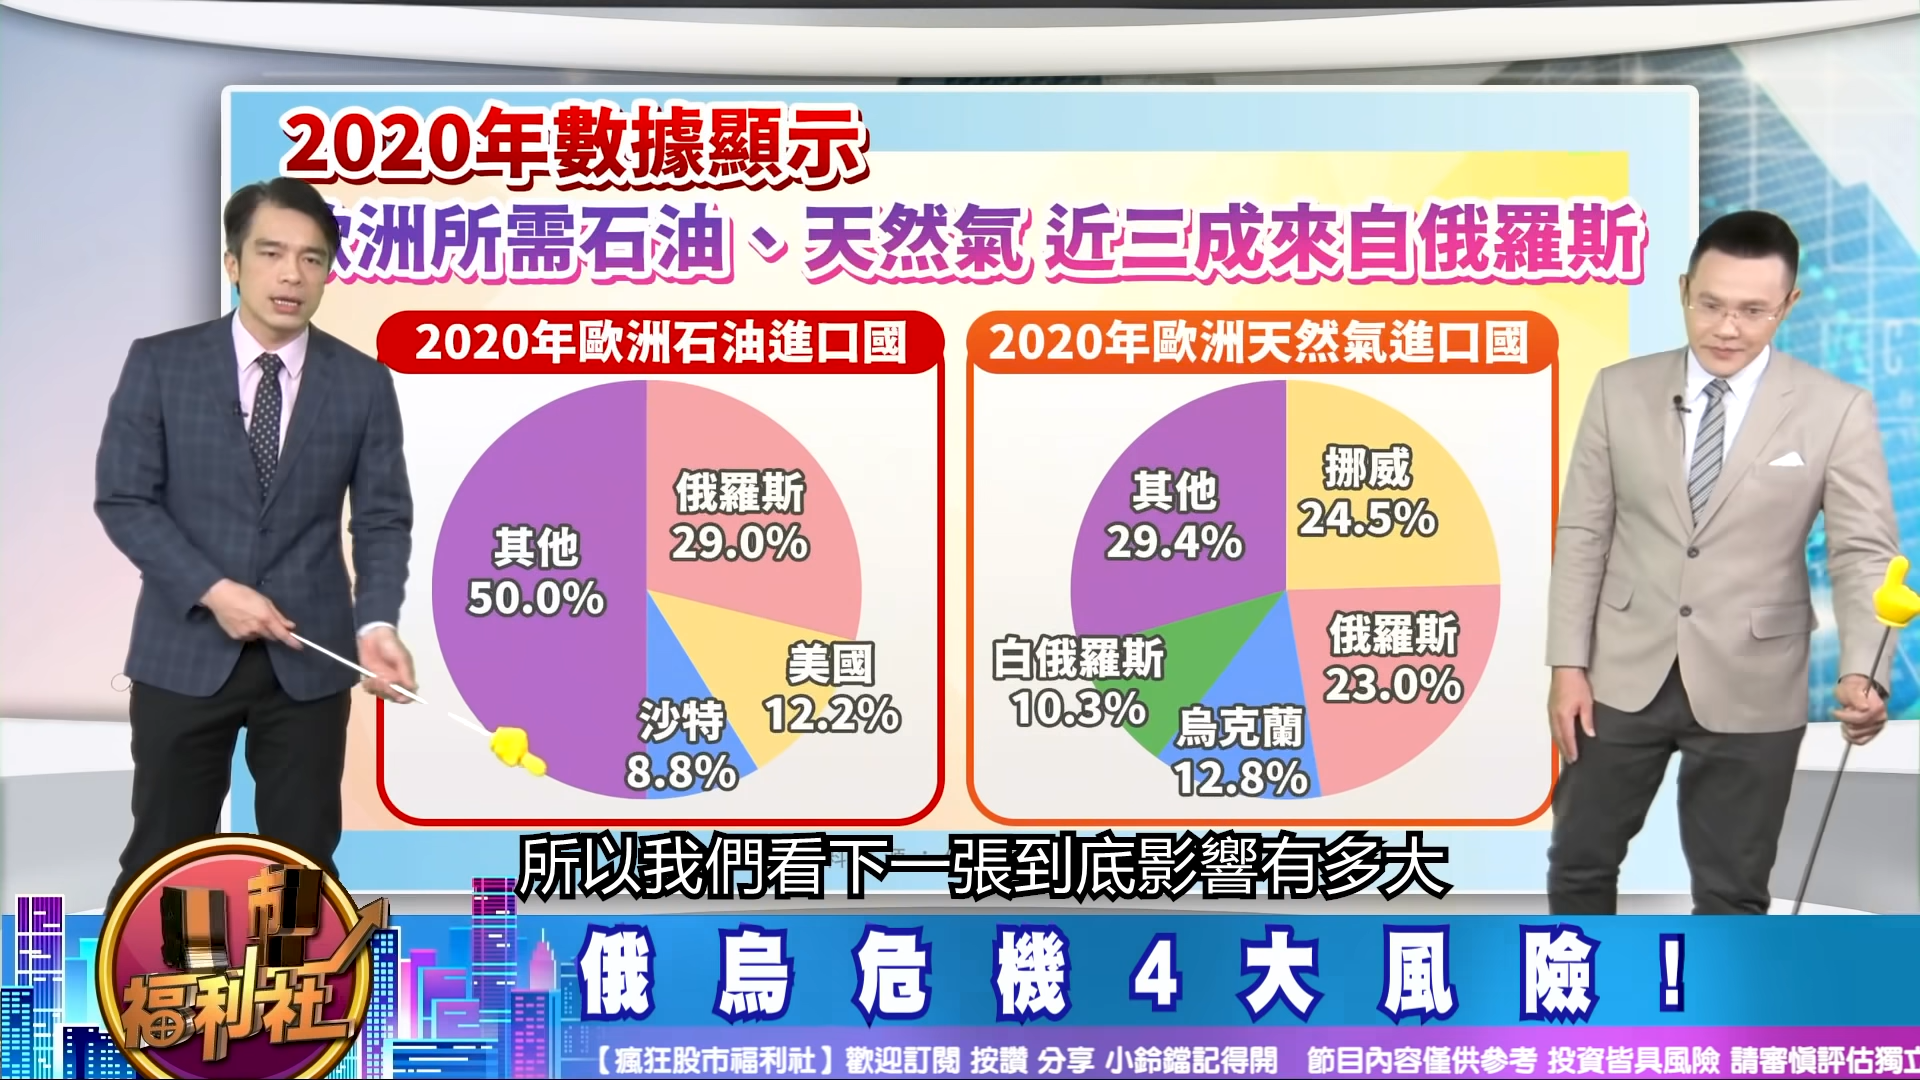 2020年數據顯示
歐洲所需石油、天然氣 近三成來自俄羅斯
2020年歐洲石油進口國
俄羅斯
29.0%
其他
50.0%
美國
12.2%
沙特
8.8%
2020年歐洲天然氣進口國
挪威
24.5%
其他
29.4%
俄羅斯
23.0%
白俄羅斯
10.3%
烏克蘭
12.8%
所以我們看下一張到底影響有多大
市
福利社
俄烏危機4大風險!
【瘋狂股市福利社】歡迎訂閱 按讚 分享 小鈴鐺記得開 節目內容僅供參考 投資皆具風險 請審慎評估獨立